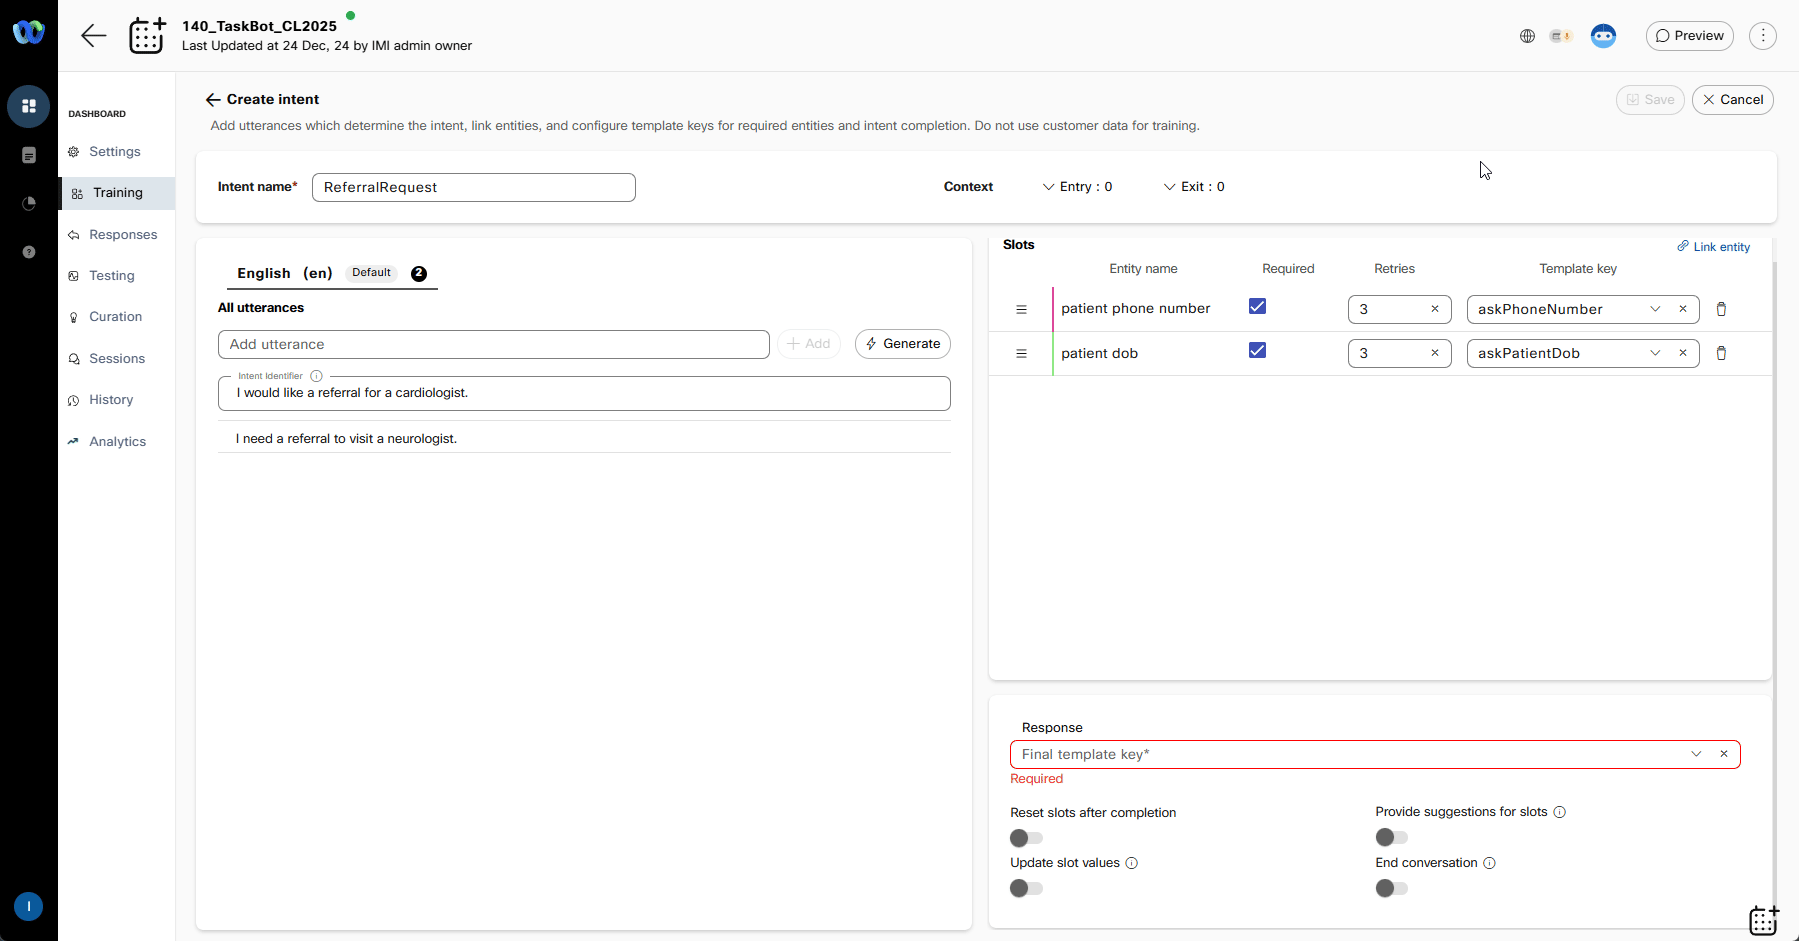 140_TaskBot_CL2025
Last Updated at 24 Dec, 24 by IMI admin owner
Preview
DASHBOARD
Settings
Training
Responses
Testing
Curation
Sessions
History
Analytics
I
Create intent
Save
Cancel
Add utterances which determine the intent, link entities, and configure template keys for required entities and intent completion. Do not use customer data for training.
Intent name*
ReferralRequest
Context
Entry : 0
Exit : 0
English (en) Default 2
All utterances
Add utterance
Add
Generate
Intent Identifier
I would like a referral for a cardiologist.
I need a referral to visit a neurologist.
Slots
Link entity
Entity name Required Retries Template key
patient phone number 3 askPhoneNumber
patient dob 3 askPatientDob
Response
Final template key*
Required
Reset slots after completion
Provide suggestions for slots
Update slot values
End conversation